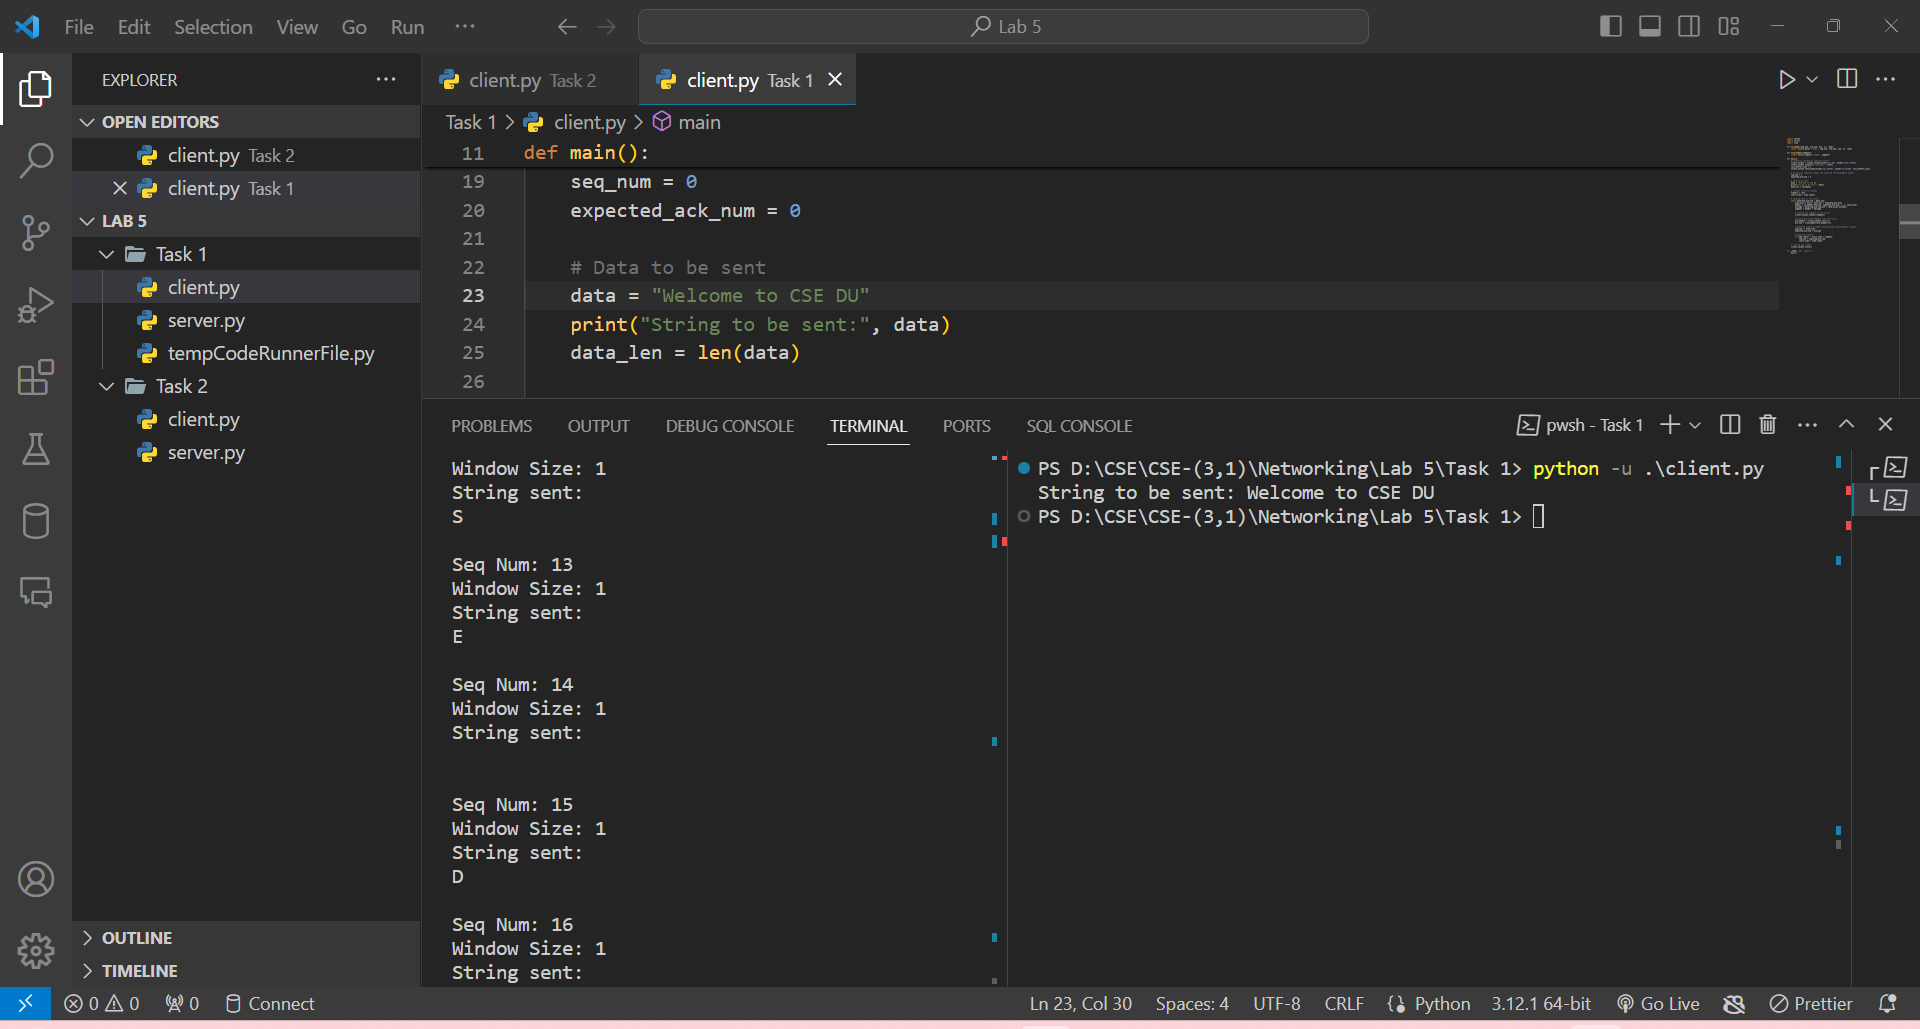 File Edit Selection View Go Run ··· Lab 5
EXPLORER ···
OPEN EDITORS
client.py Task 2
client.py Task 1
LAB 5
Task 1
client.py
server.py
tempCodeRunnerFile.py
Task 2
client.py
server.py
OUTLINE
TIMELINE
client.py Task 2 client.py Task 1
Task 1 > client.py > main
11 def main():
19 seq_num = 0
20 expected_ack_num = 0
21
22 # Data to be sent
23 data = "Welcome to CSE DU"
24 print("String to be sent:", data)
25 data_len = len(data)
26
PROBLEMS OUTPUT DEBUG CONSOLE TERMINAL PORTS SQL CONSOLE pwsh - Task 1
Window Size: 1
String sent:
S
Seq Num: 13
Window Size: 1
String sent:
E
Seq Num: 14
Window Size: 1
String sent:
Seq Num: 15
Window Size: 1
String sent:
D
Seq Num: 16
Window Size: 1
String sent:
PS D:\CSE\CSE-(3,1)\Networking\Lab 5\Task 1> python -u .\client.py
String to be sent: Welcome to CSE DU
PS D:\CSE\CSE-(3,1)\Networking\Lab 5\Task 1>
0 0 0 Connect Ln 23, Col 30 Spaces: 4 UTF-8 CRLF Python 3.12.1 64-bit Go Live Prettier